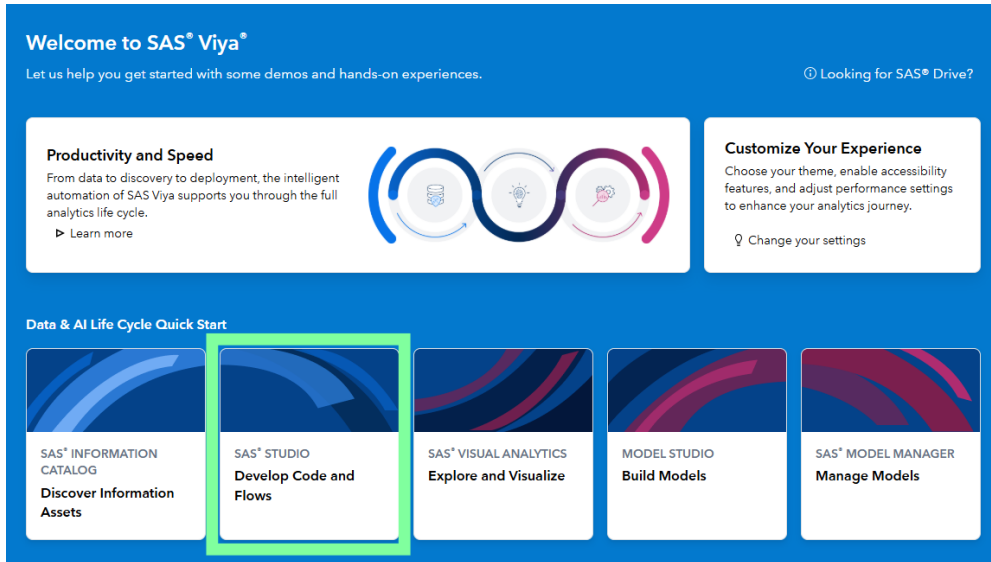 Welcome to SAS® Viya®
Let us help you get started with some demos and hands-on experiences.
Looking for SAS® Drive?
Productivity and Speed
From data to discovery to deployment, the intelligent
automation of SAS Viya supports you through the full
analytics life cycle.
Learn more
Customize Your Experience
Choose your theme, enable accessibility
features, and adjust performance settings
to enhance your analytics journey.
Change your settings
Data & AI Life Cycle Quick Start
SAS® INFORMATION
CATALOG
Discover Information
Assets
SAS® STUDIO
Develop Code and
Flows
SAS® VISUAL ANALYTICS
Explore and Visualize
MODEL STUDIO
Build Models
SAS® MODEL MANAGER
Manage Models